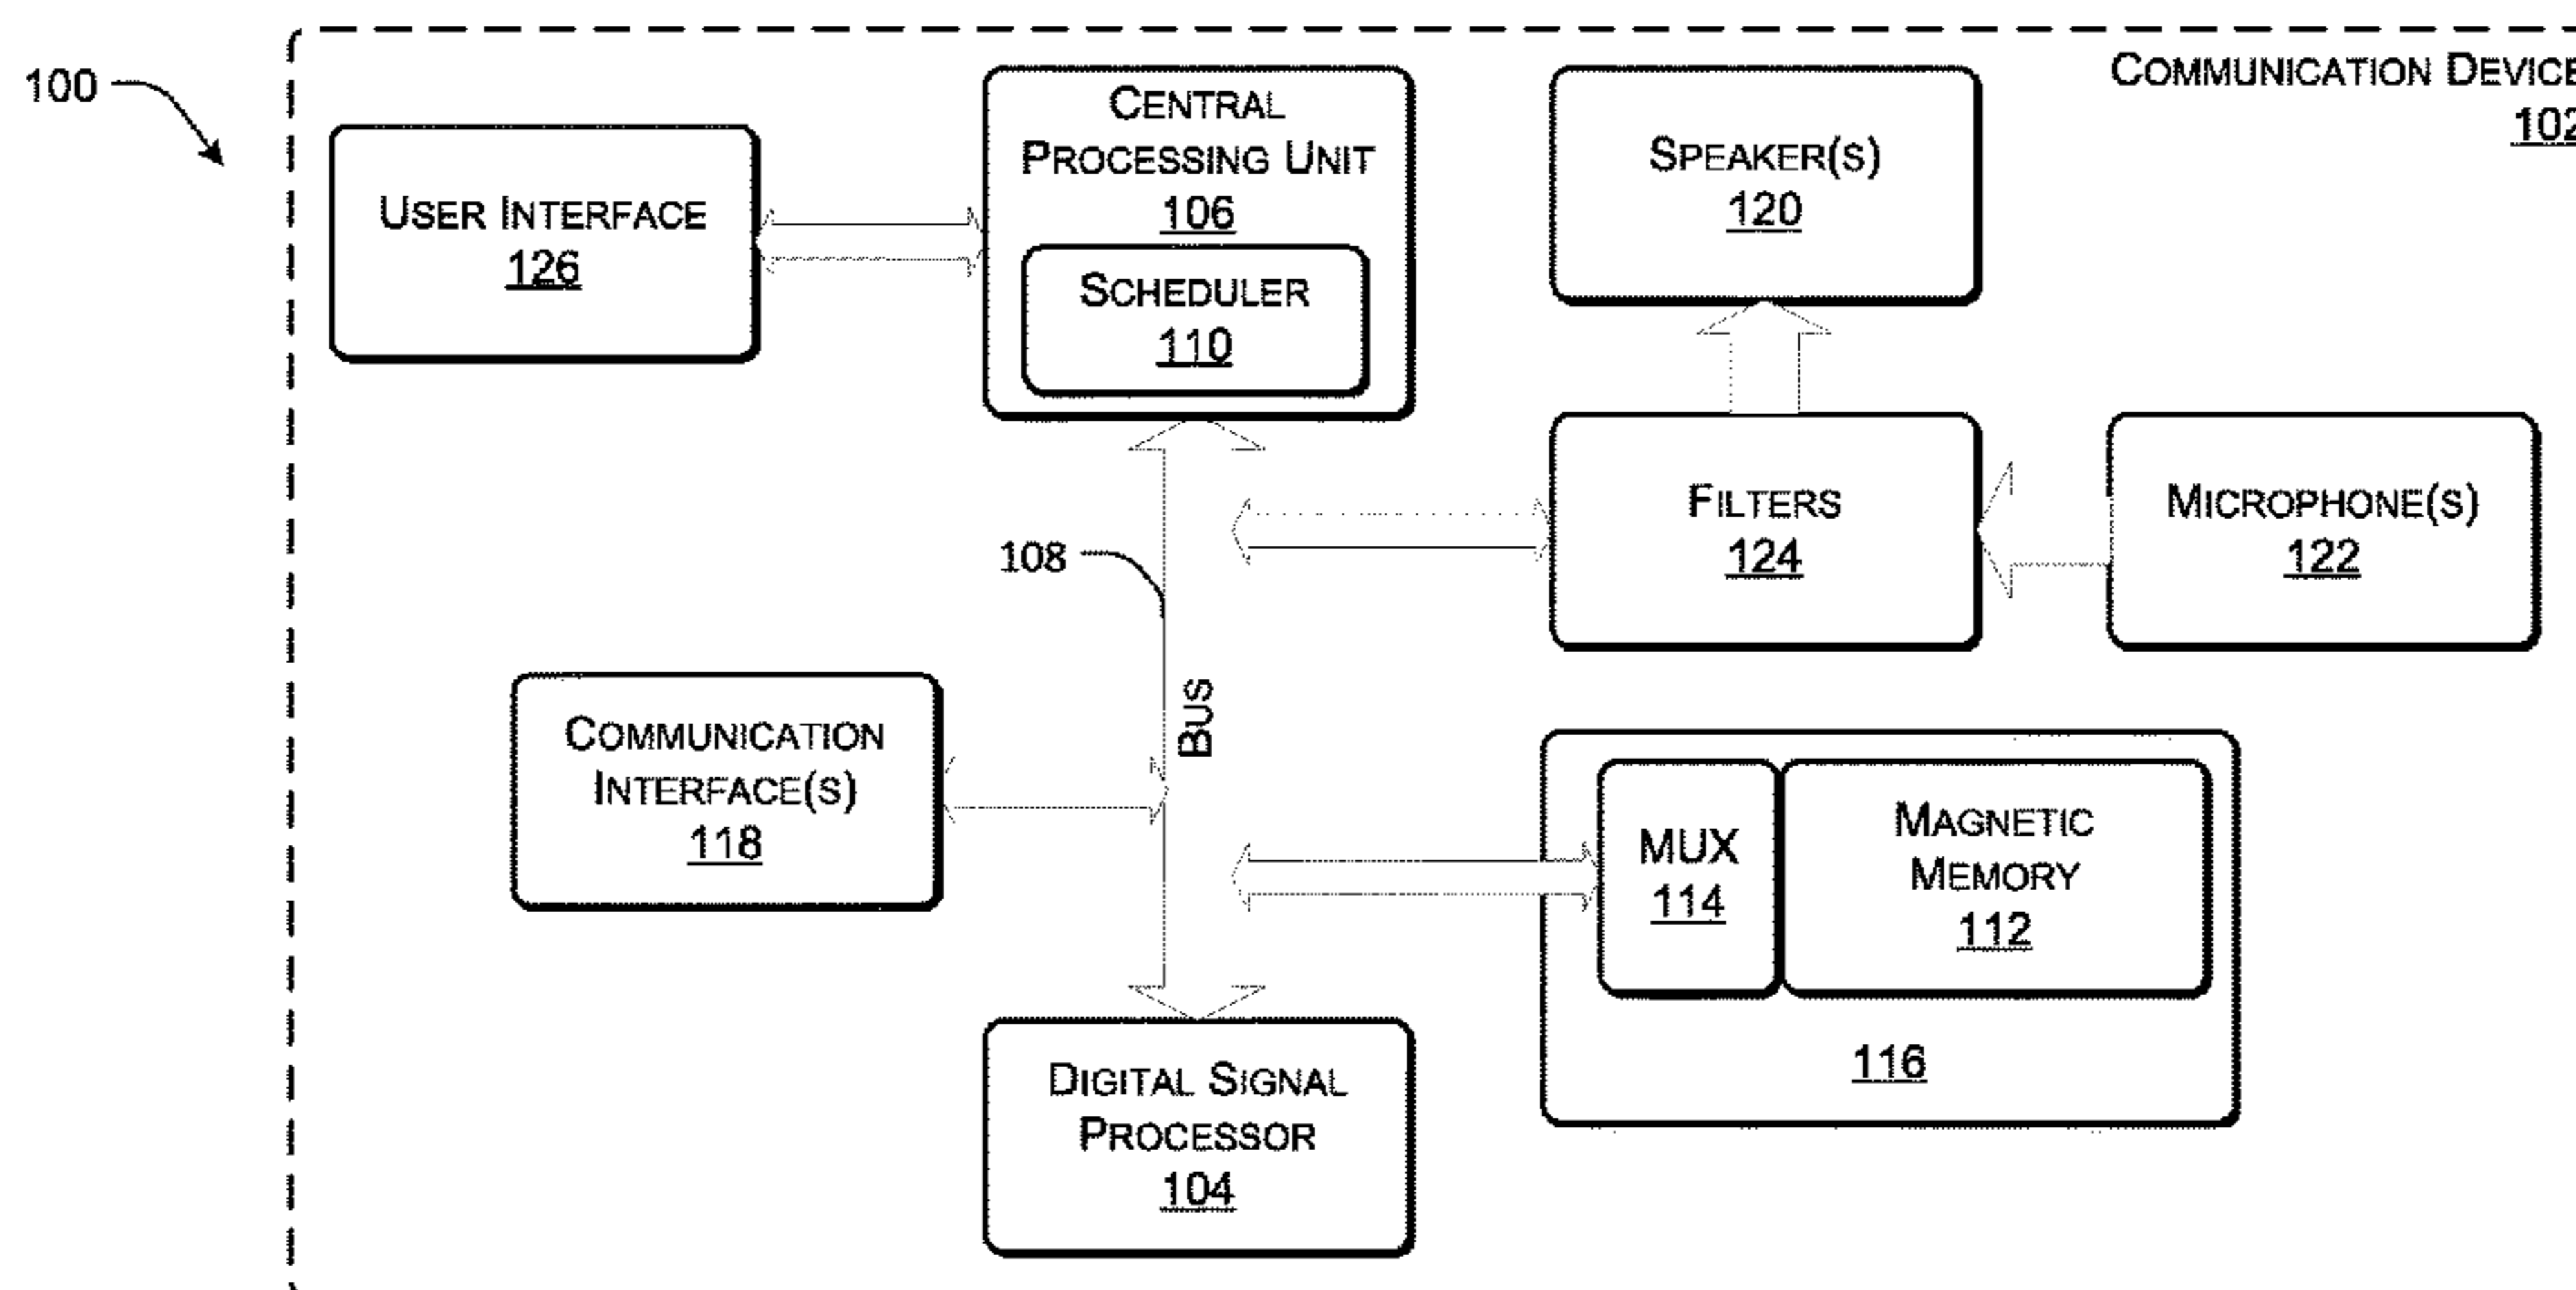 100
COMMUNICATION DEVICE
102
USER INTERFACE
126
CENTRAL
PROCESSING UNIT
106
SCHEDULER
110
SPEAKER(S)
120
FILTERS
124
MICROPHONE(S)
122
108
BUS
COMMUNICATION
INTERFACE(S)
118
MUX
114
MAGNETIC
MEMORY
112
116
DIGITAL SIGNAL
PROCESSOR
104